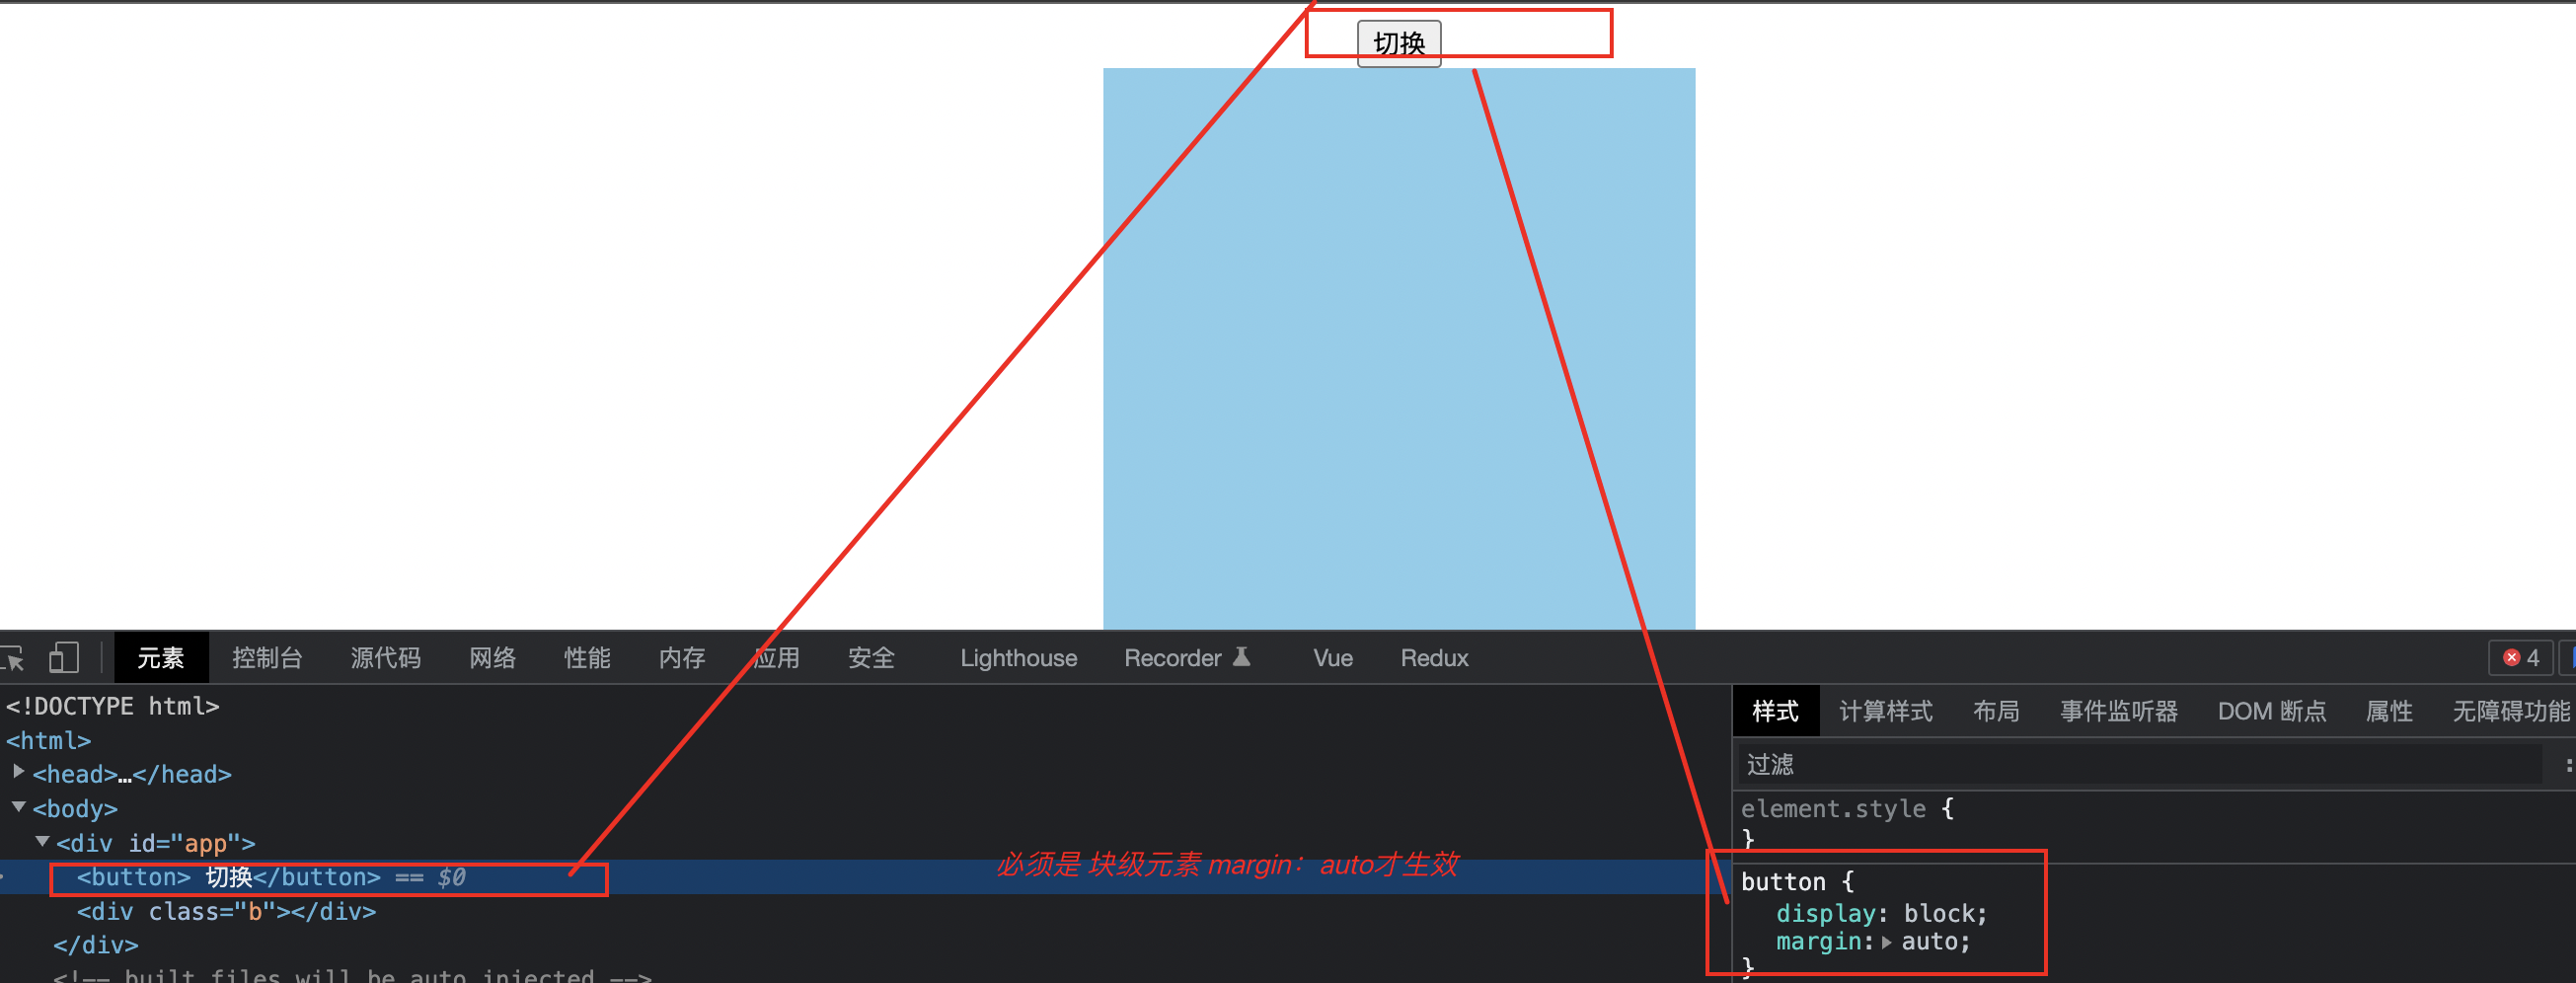 切换
元素 控制台 源代码 网络 性能 内存 应用 安全 Lighthouse Recorder Vue Redux 4
<!DOCTYPE html>
<html>
<head>…</head>
<body>
<div id="app">
<button> 切换</button> == $0
<div class="b"></div>
</div>
<!-- built files will be auto injected -->
必须是 块级元素 margin：auto才生效
样式 计算样式 布局 事件监听器 DOM 断点 属性 无障碍功能
过滤
element.style {
}
button {
display: block;
margin: auto;
}